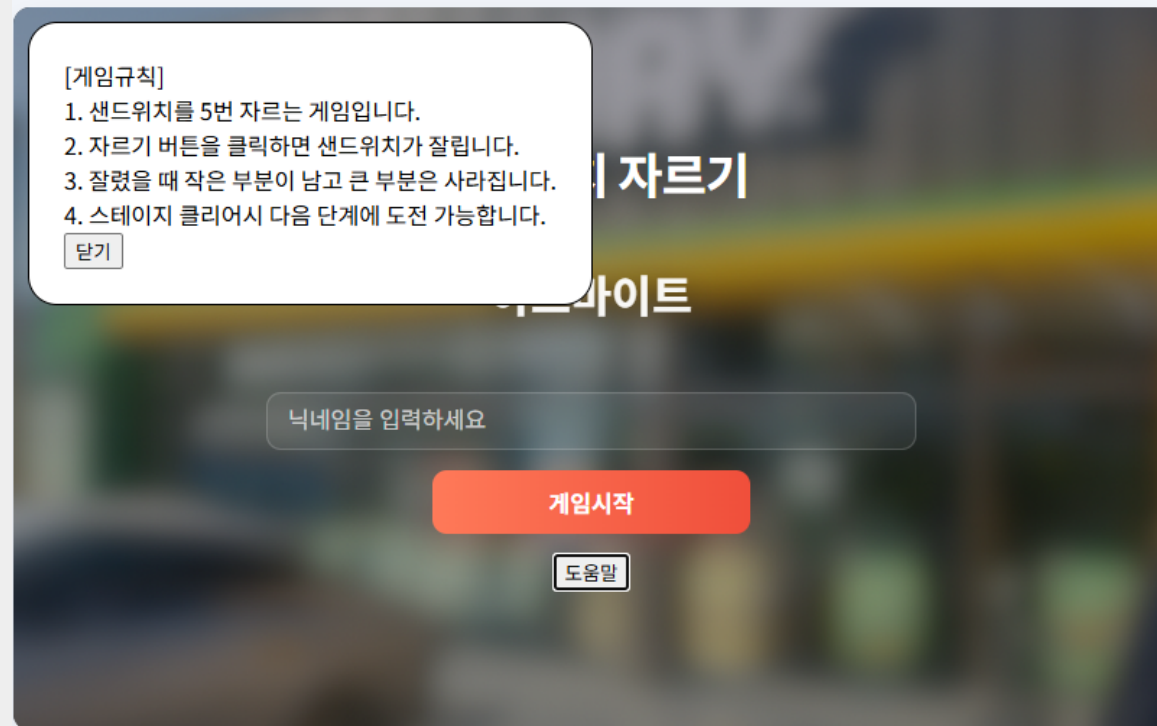 [게임규칙]
1. 샌드위치를 5번 자르는 게임입니다.
2. 자르기 버튼을 클릭하면 샌드위치가 잘립니다.
3. 잘렸을 때 작은 부분이 남고 큰 부분은 사라집니다.
4. 스테이지 클리어시 다음 단계에 도전 가능합니다.
닫기
자르기
바이트
닉네임을 입력하세요
게임시작
도움말